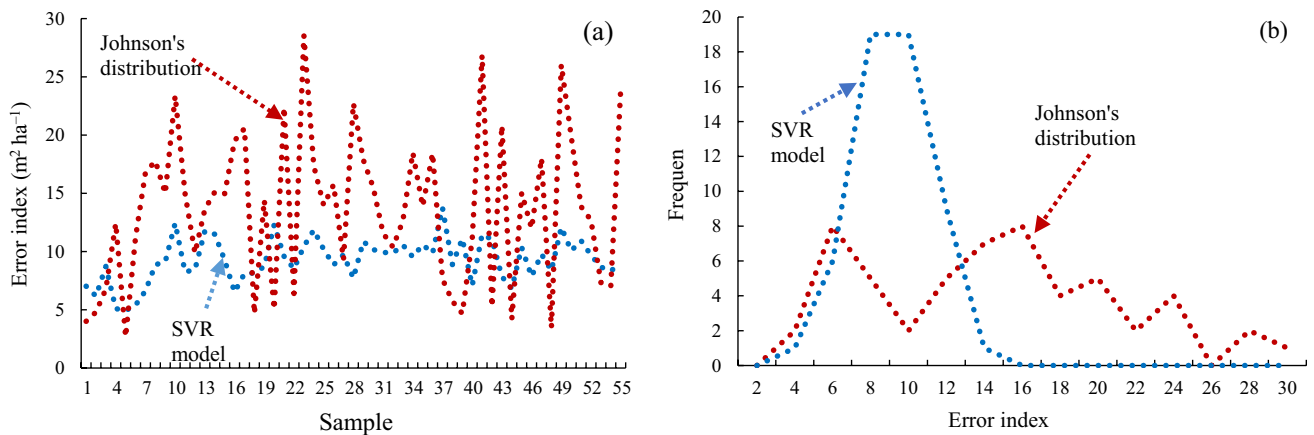 (a)
Johnson's
distribution
Error index (m² ha⁻¹)
30
25
20
15
10
5
0
SVR
model
1 4 7 10 13 16 19 22 25 28 31 34 37 40 43 46 49 52 55
Sample
(b)
Frequen
20
18
16
14
12
10
8
6
4
2
0
SVR
model
Johnson's
distribution
2 4 6 8 10 12 14 16 18 20 22 24 26 28 30
Error index